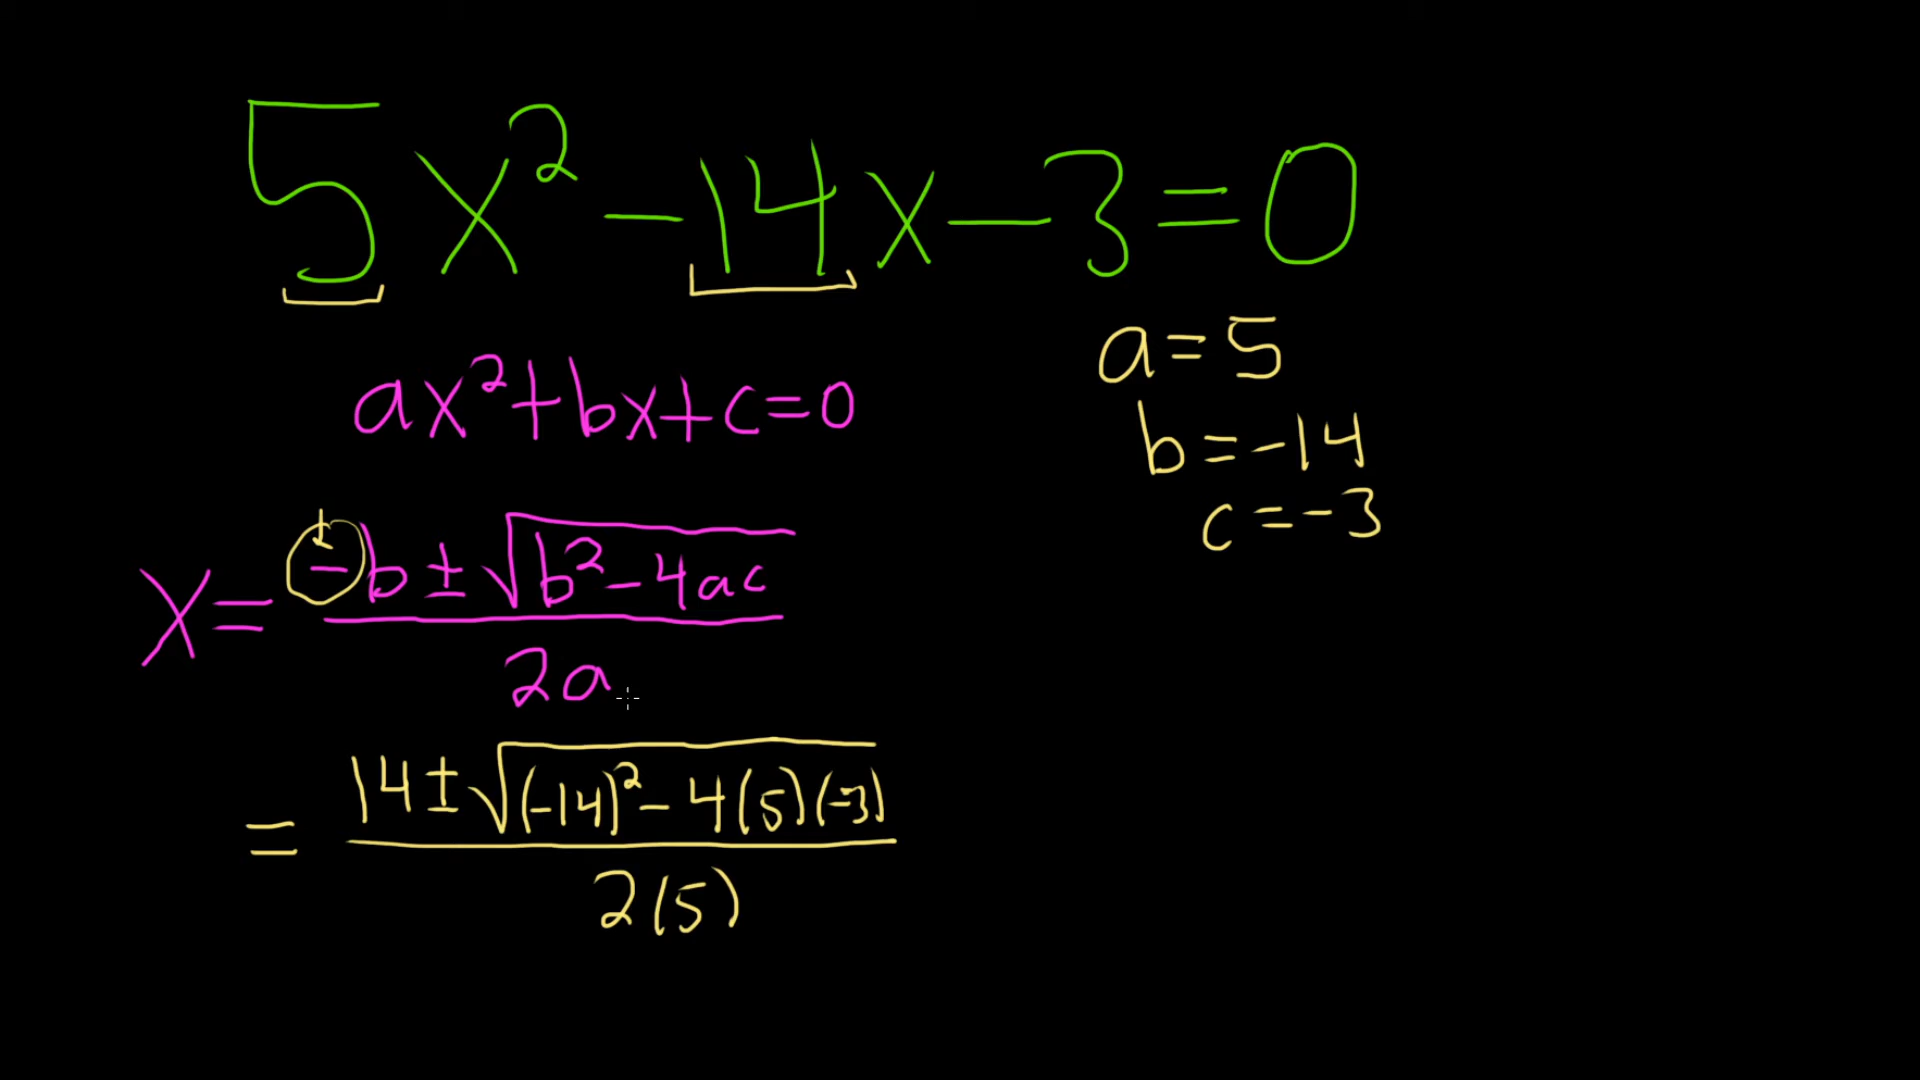 5x² - 14x - 3 = 0
a = 5
ax² + bx + c = 0
b = -14
c = -3
x = (-b ± √(b² - 4ac)) / 2a
= (14 ± √((-14)² - 4(5)(-3))) / 2(5)